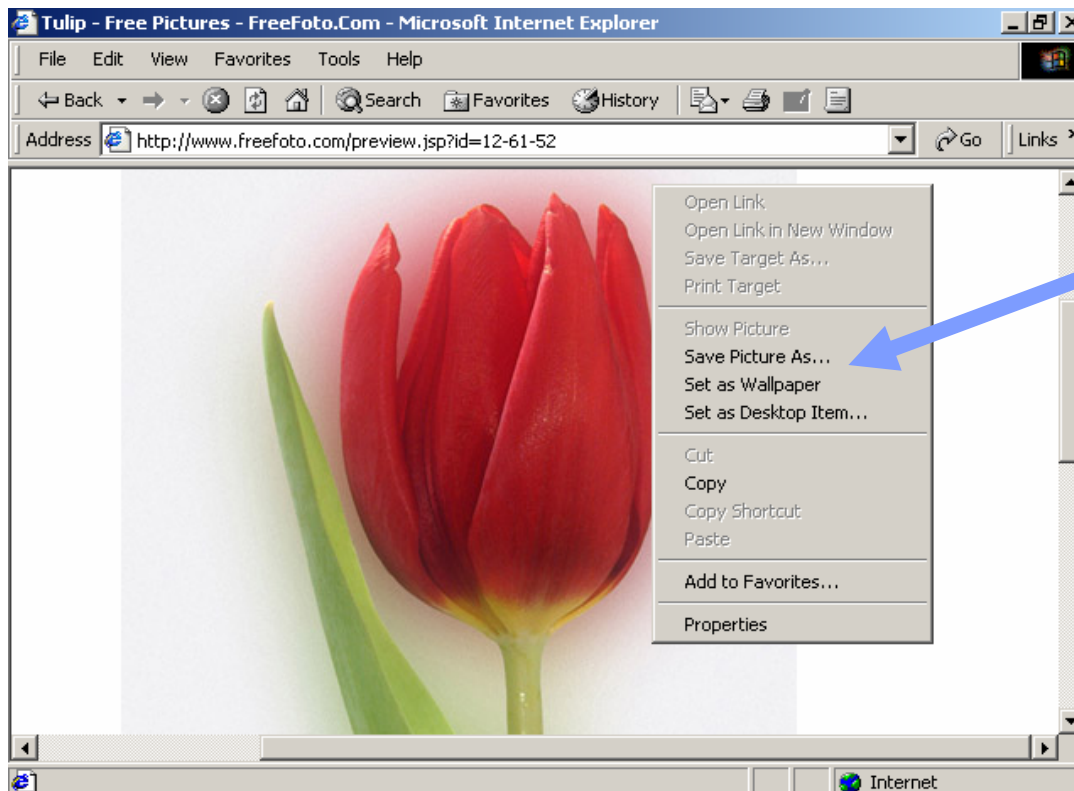 Tulip - Free Pictures - FreeFoto.Com - Microsoft Internet Explorer
File Edit View Favorites Tools Help
Back Search Favorites History
Address http://www.freefoto.com/preview.jsp?id=12-61-52 Go Links
Open Link
Open Link in New Window
Save Target As...
Print Target
Show Picture
Save Picture As...
Set as Wallpaper
Set as Desktop Item...
Cut
Copy
Copy Shortcut
Paste
Add to Favorites...
Properties
Internet